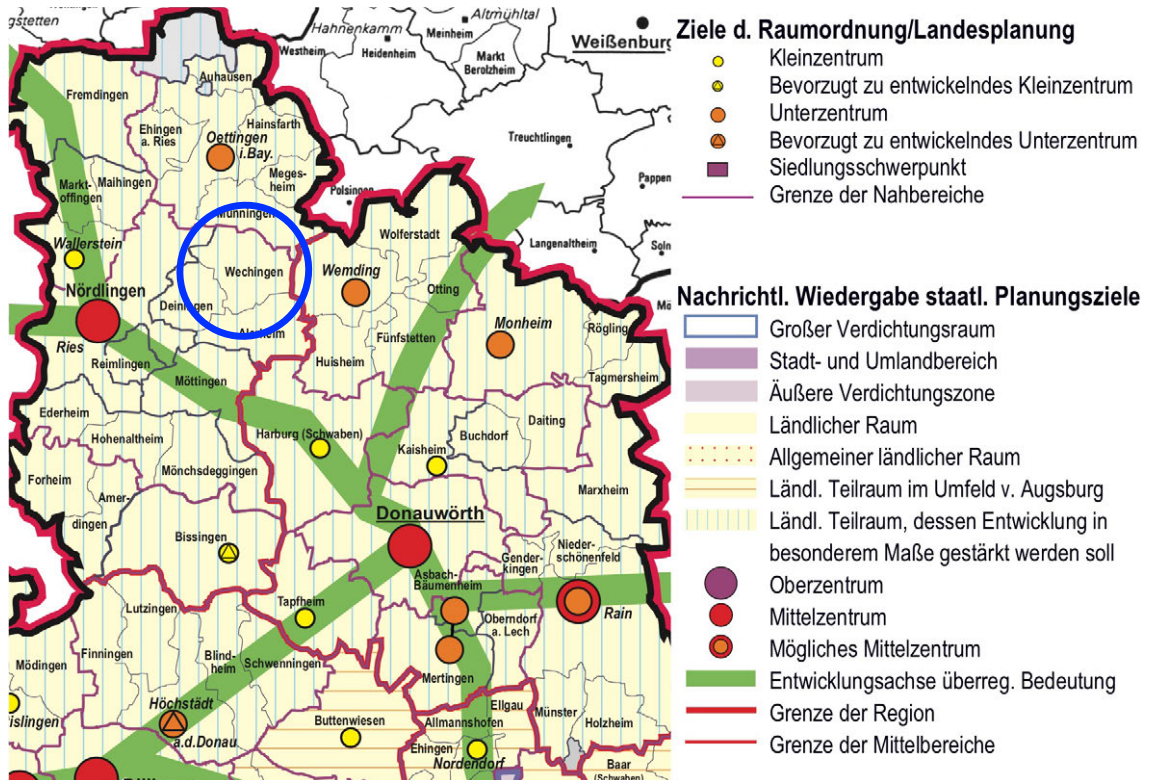 ngstetten
Hahnenkamm
Altmühltal
Meinheim
Westheim
Heidenheim
Markt
Berolzheim
Weißenburg
Auhausen
Fremdingen
Ehingen
a. Ries
Hainsfarth
Oettingen
i.Bay.
Treuchtlingen
Markt-
offingen
Maihingen
Meges-
heim
Munningen
Polsingen
Pappen
Wolferstadt
Langenaltheim
Soln
Wallerstein
Wechingen
Wemding
Otting
Nördlingen
Deiningen
Alerheim
Fünfstetten
Monheim
Rögling
Ries
Reimlingen
Huisheim
Tagmersheim
Möttingen
Ederheim
Hohenaltheim
Harburg (Schwaben)
Kaisheim
Buchdorf
Daiting
Forheim
Mönchsdeggingen
Marxheim
Amer-
dingen
Donauwörth
Bissingen
Gender-
kingen
Nieder-
schönenfeld
Asbach-
Bäumenheim
Lutzingen
Tapfheim
Oberndorf
a. Lech
Rain
Mödingen
Finningen
Blind-
heim
Schwenningen
Mertingen
Höchstädt
a.d.Donau
islingen
Buttenwiesen
Allmannshofen
Ellgau
Münster
Holzheim
Ehingen
Nordendorf
Baar
(Schwaben)
Ziele d. Raumordnung/Landesplanung
Kleinzentrum
Bevorzugt zu entwickelndes Kleinzentrum
Unterzentrum
Bevorzugt zu entwickelndes Unterzentrum
Siedlungsschwerpunkt
Grenze der Nahbereiche
Nachrichtl. Wiedergabe staatl. Planungsziele
Großer Verdichtungsraum
Stadt- und Umlandbereich
Äußere Verdichtungszone
Ländlicher Raum
Allgemeiner ländlicher Raum
Ländl. Teilraum im Umfeld v. Augsburg
Ländl. Teilraum, dessen Entwicklung in
besonderem Maße gestärkt werden soll
Oberzentrum
Mittelzentrum
Mögliches Mittelzentrum
Entwicklungsachse überreg. Bedeutung
Grenze der Region
Grenze der Mittelbereiche